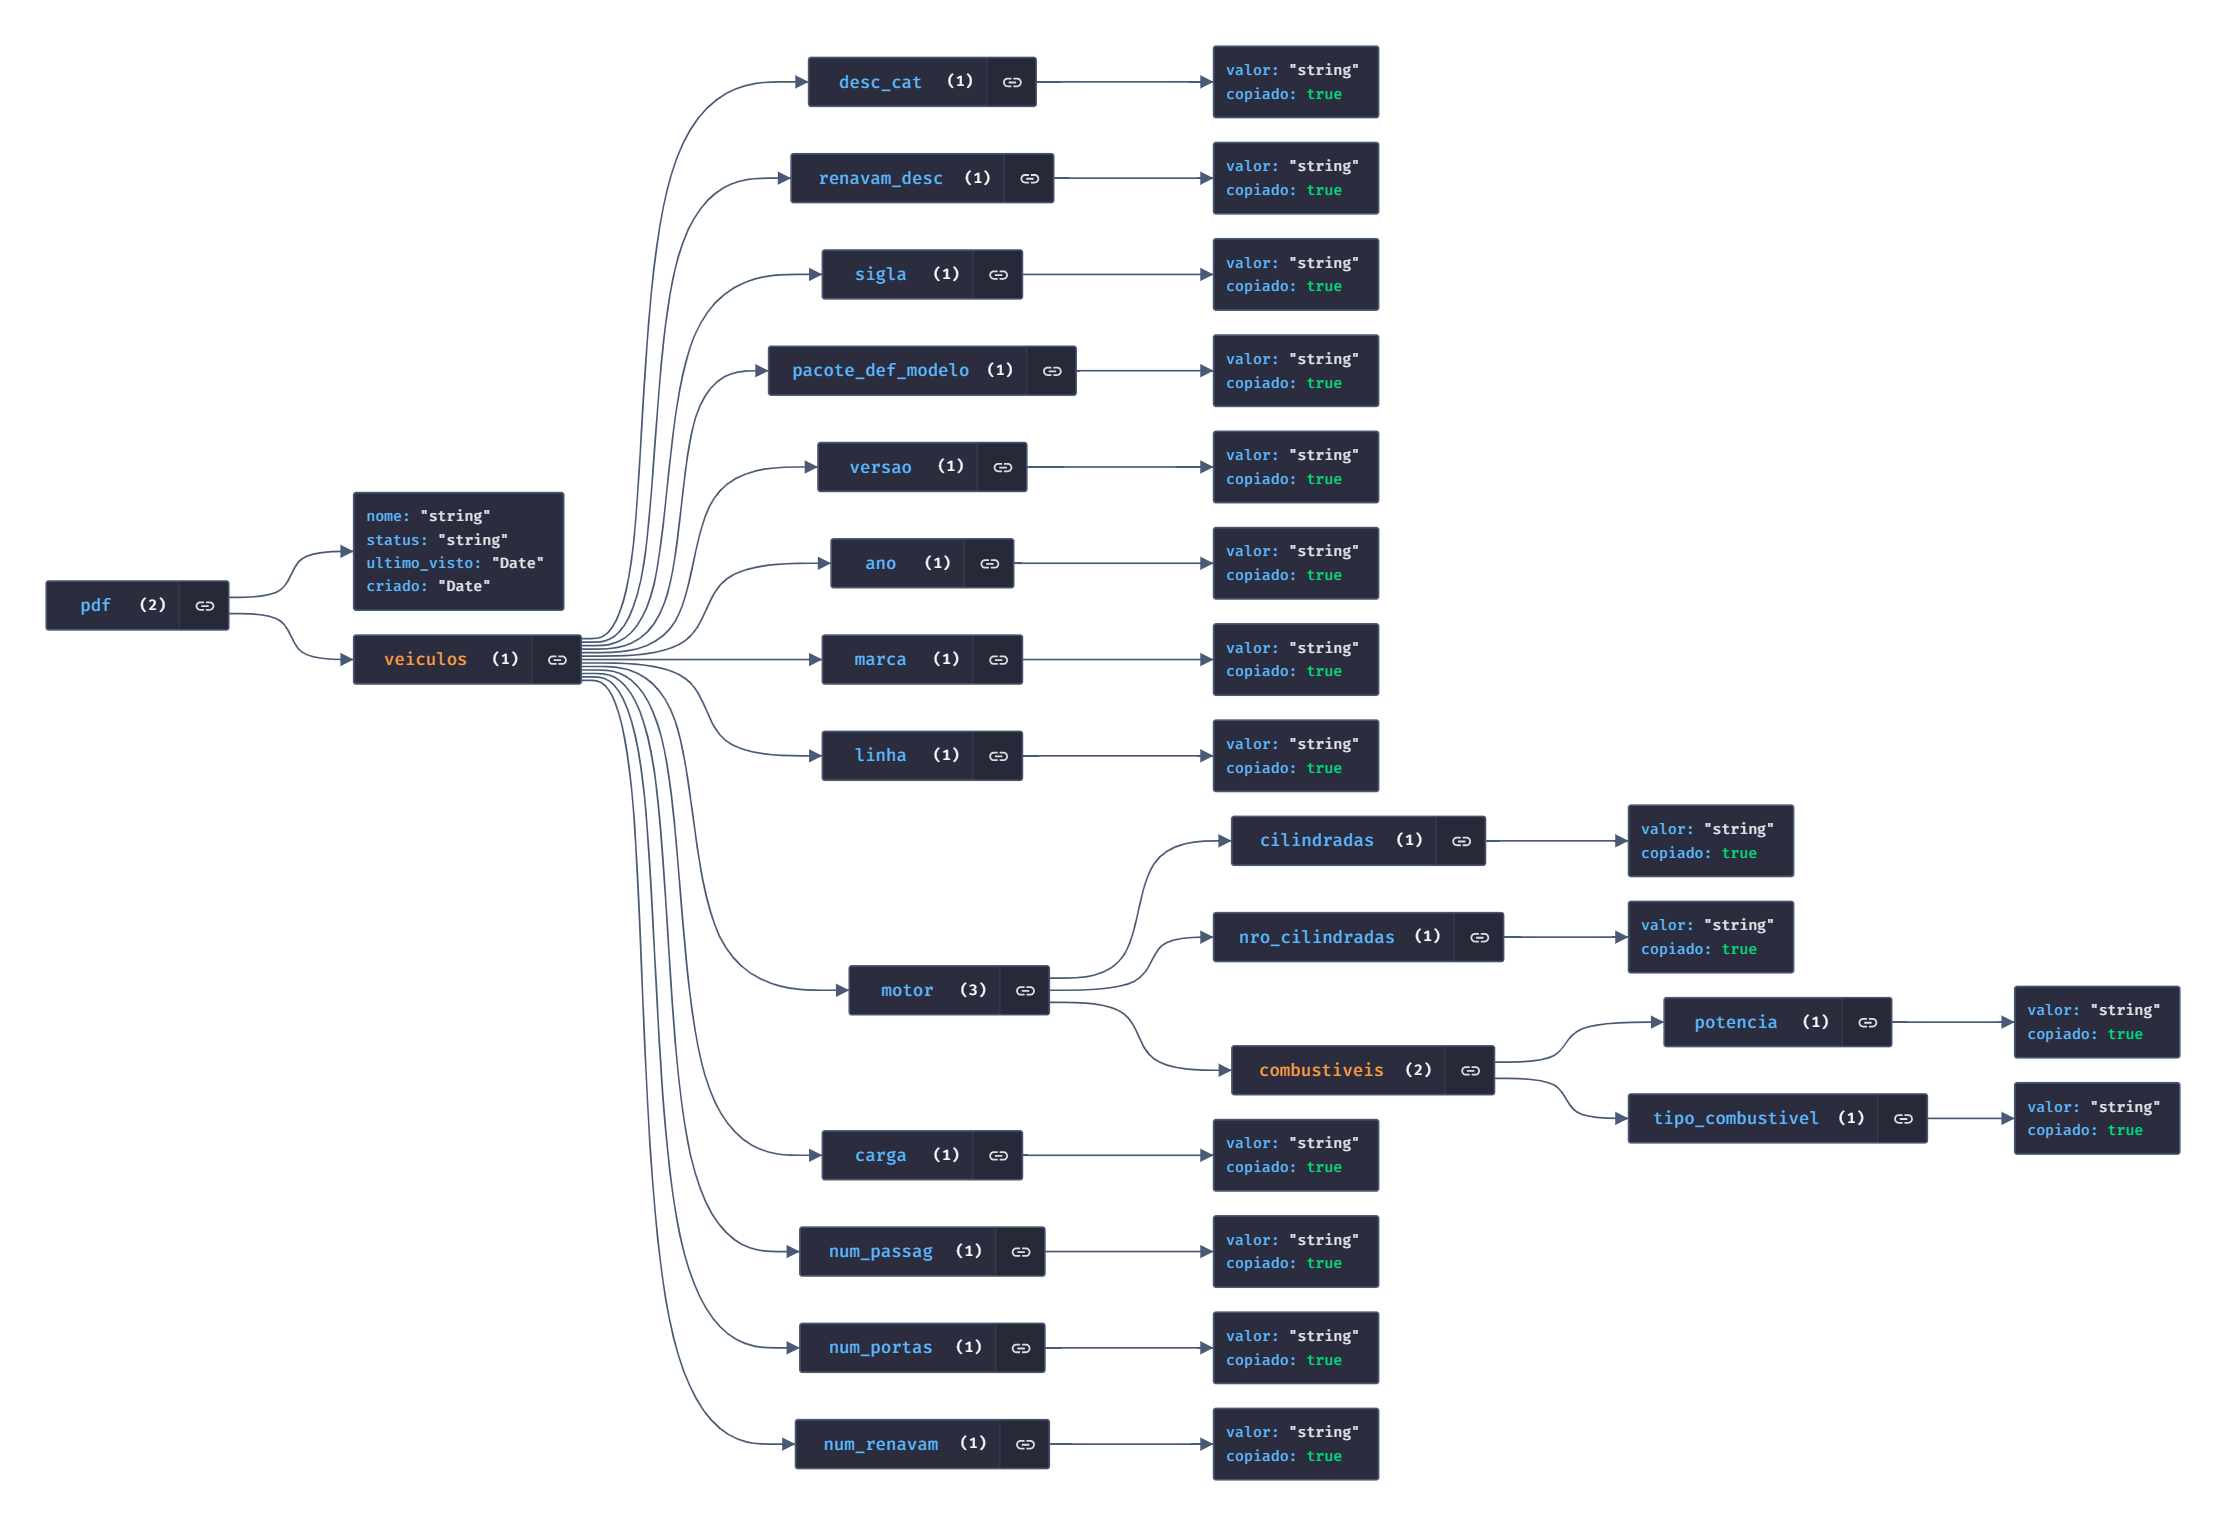 desc_cat (1)
valor: "string"
copiado: true
renavam_desc (1)
valor: "string"
copiado: true
sigla (1)
valor: "string"
copiado: true
pacote_def_modelo (1)
valor: "string"
copiado: true
versao (1)
valor: "string"
copiado: true
nome: "string"
status: "string"
ultimo_visto: "Date"
criado: "Date"
ano (1)
valor: "string"
copiado: true
pdf (2)
veiculos (1)
marca (1)
valor: "string"
copiado: true
linha (1)
valor: "string"
copiado: true
cilindradas (1)
valor: "string"
copiado: true
nro_cilindradas (1)
valor: "string"
copiado: true
motor (3)
potencia (1)
valor: "string"
copiado: true
combustiveis (2)
tipo_combustivel (1)
valor: "string"
copiado: true
carga (1)
valor: "string"
copiado: true
num_passag (1)
valor: "string"
copiado: true
num_portas (1)
valor: "string"
copiado: true
num_renavam (1)
valor: "string"
copiado: true